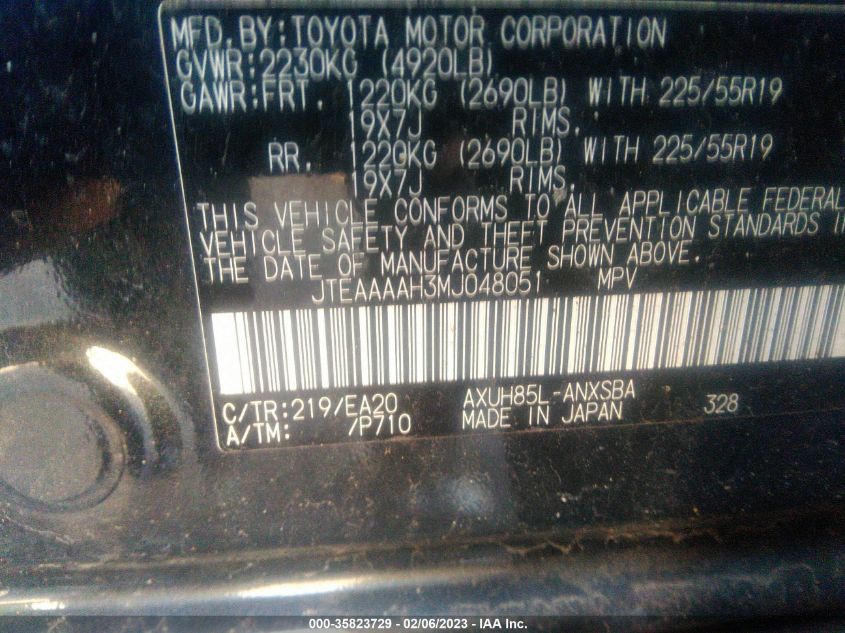 MFD. BY: TOYOTA MOTOR CORPORATION
GVWR: 2230KG (4920LB)
GAWR: FRT. 1220KG (2690LB) WITH 225/55R19
19X7J RIMS.
RR. 1220KG (2690LB) WITH 225/55R19
19X7J RIMS.
THIS VEHICLE CONFORMS TO ALL APPLICABLE FEDERAL
VEHICLE SAFETY AND THEFT PREVENTION STANDARDS
THE DATE OF MANUFACTURE SHOWN ABOVE.
JTEAAAAH3MJ048051 MPV
C/TR: 219/EA20 AXUH85L-ANXSBA 328
A/TM: /P710 MADE IN JAPAN
000-35823729 - 02/06/2023 - IAA Inc.